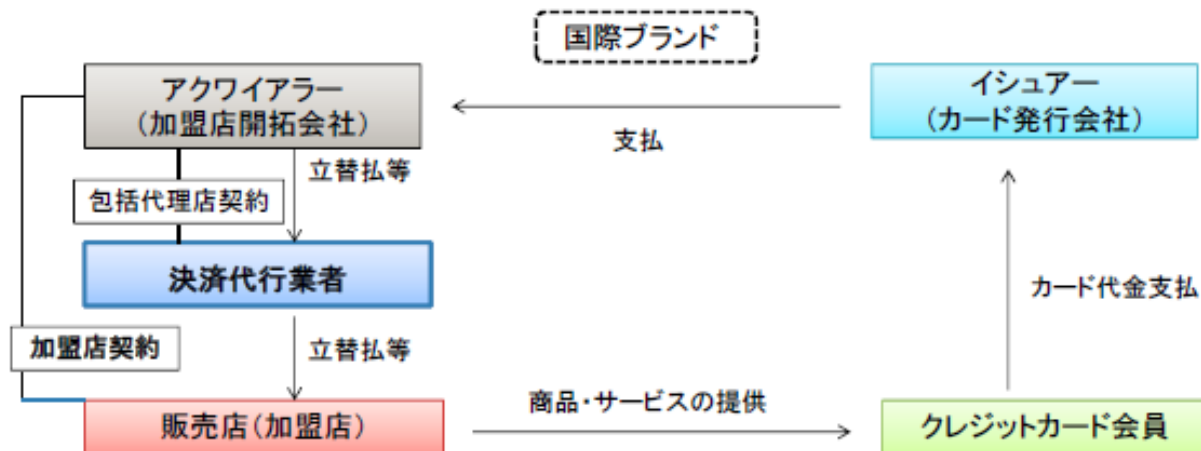 国際ブランド
アクワイアラー
(加盟店開拓会社)
イシュアー
(カード発行会社)
支払
立替払等
包括代理店契約
決済代行業者
カード代金支払
加盟店契約
立替払等
販売店(加盟店)
商品・サービスの提供
クレジットカード会員